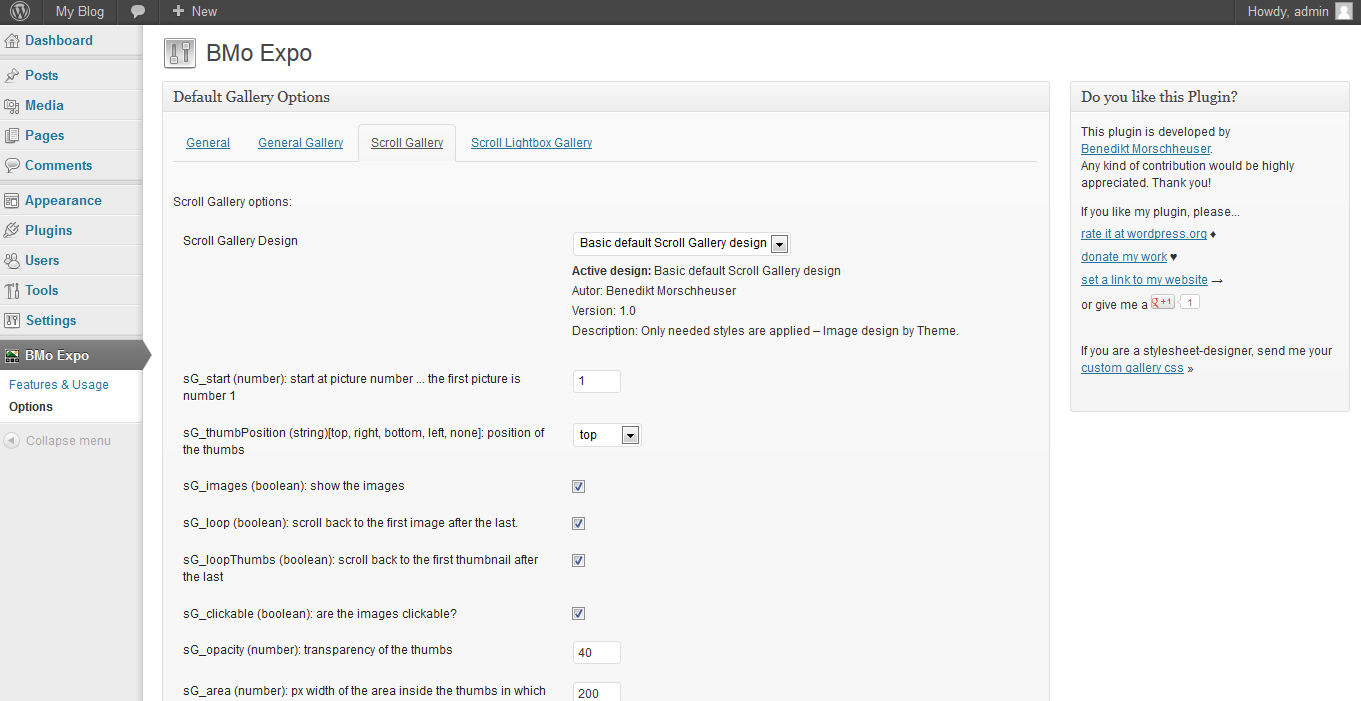 My Blog
New
Howdy, admin
Dashboard
Posts
Media
Pages
Comments
Appearance
Plugins
Users
Tools
Settings
BMo Expo
Features & Usage
Options
Collapse menu
BMo Expo
Default Gallery Options
General
General Gallery
Scroll Gallery
Scroll Lightbox Gallery
Scroll Gallery options:
Scroll Gallery Design
Basic default Scroll Gallery design
Active design: Basic default Scroll Gallery design
Autor: Benedikt Morschheuser
Version: 1.0
Description: Only needed styles are applied – Image design by Theme.
sG_start (number): start at picture number ... the first picture is
number 1
1
sG_thumbPosition (string)[top, right, bottom, left, none]: position of
the thumbs
top
sG_images (boolean): show the images
sG_loop (boolean): scroll back to the first image after the last.
sG_loopThumbs (boolean): scroll back to the first thumbnail after
the last
sG_clickable (boolean): are the images clickable?
sG_opacity (number): transparency of the thumbs
40
sG_area (number): px width of the area inside the thumbs in which
200
Do you like this Plugin?
This plugin is developed by
Benedikt Morschheuser.
Any kind of contribution would be highly
appreciated. Thank you!
If you like my plugin, please...
rate it at wordpress.org ♦
donate my work ♥
set a link to my website →
or give me a g +1 1
If you are a stylesheet-designer, send me your
custom gallery css »